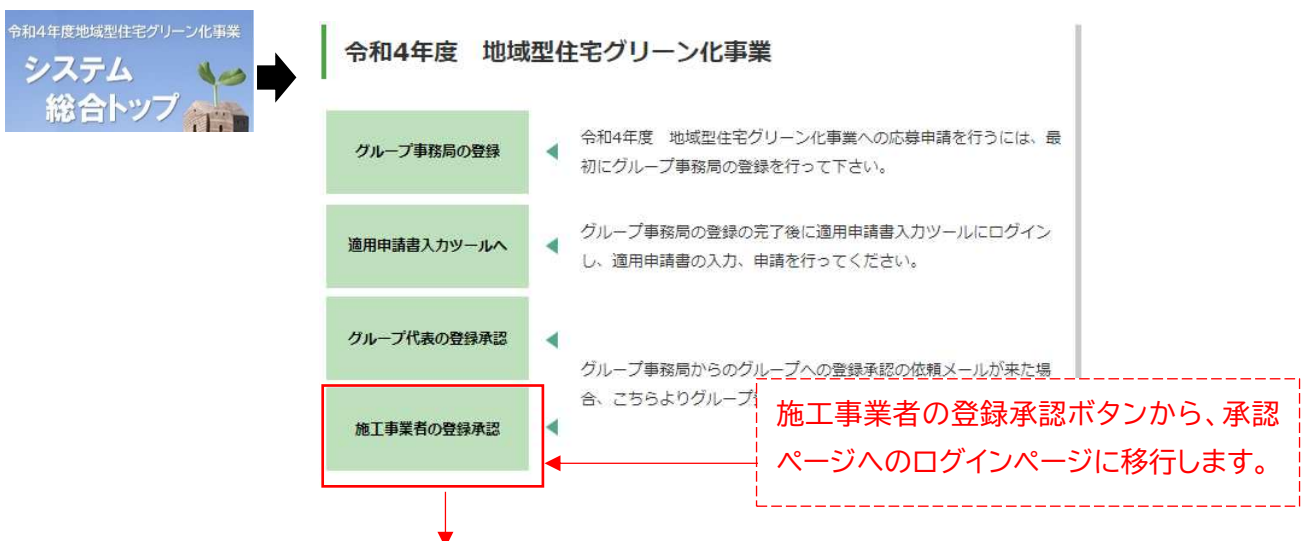 令和4年度地域型住宅グリーン化事業
システム
総合トップ
令和4年度　地域型住宅グリーン化事業
グループ事務局の登録
令和4年度　地域型住宅グリーン化事業への応募申請を行うには、最
初にグループ事務局の登録を行って下さい。
適用申請書入力ツールへ
グループ事務局の登録の完了後に適用申請書入力ツールにログイン
し、適用申請書の入力、申請を行ってください。
グループ代表の登録承認
グループ事務局からのグループへの登録承認の依頼メールが来た場
合、こちらよりグループ
施工事業者の登録承認
施工事業者の登録承認ボタンから、承認
ページへのログインページに移行します。